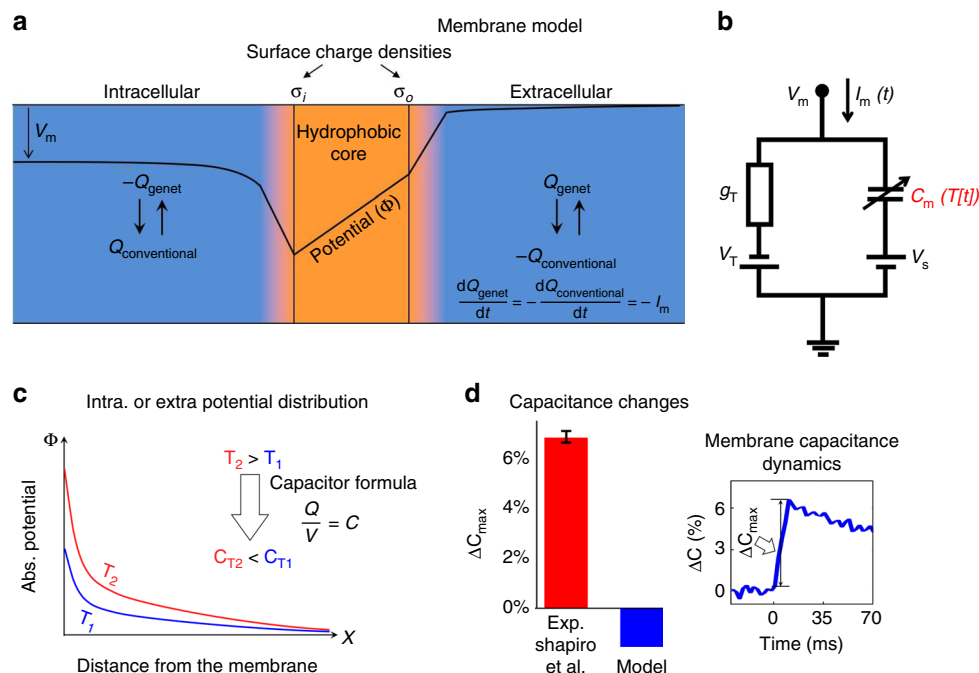 a
Membrane model
Surface charge densities
Intracellular
σi
σo
Extracellular
Vm
Hydrophobic
core
Potential (Φ)
−Qgenet
Qconventional
Qgenet
−Qconventional
dQgenet/dt = − dQconventional/dt = − Im
b
Vm
Im (t)
gT
Cm (T[t])
VT
Vs
c
Intra. or extra potential distribution
Φ
Abs. potential
T2 > T1
Capacitor formula
Q/V = C
CT2 < CT1
T2
T1
X
Distance from the membrane
d
Capacitance changes
ΔCmax
6%
4%
2%
0%
Exp.
shapiro
et al.
Model
Membrane capacitance
dynamics
ΔC (%)
6
3
0
ΔCmax
0
35
70
Time (ms)